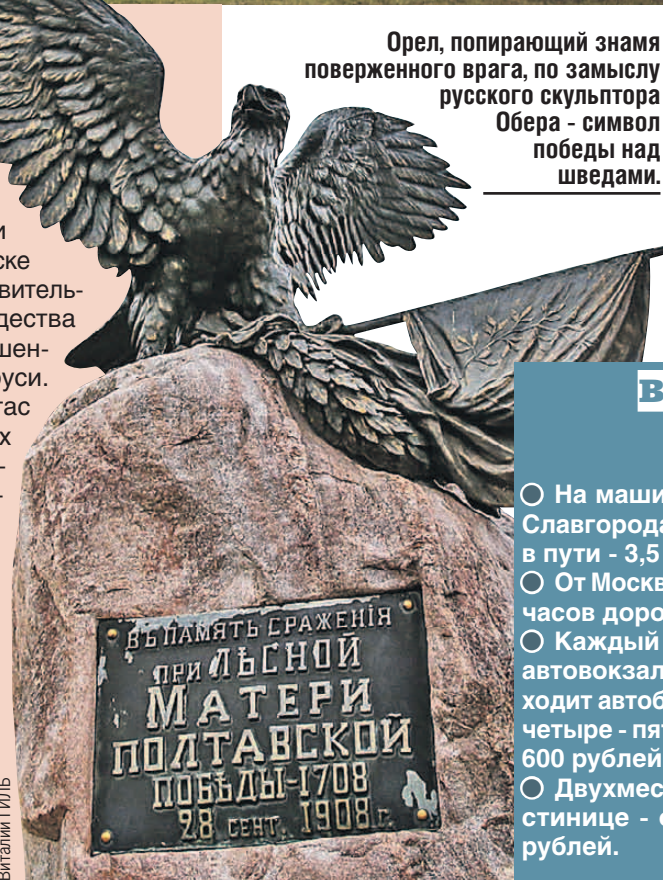 Орел, попирающий знамя
поверженного врага, по замыслу
русского скульптора
Обера - символ
победы над
шведами.
и
ске
витель-
дества
шен-
руси.
тас
х
-
-
ВЪ ПАМЯТЬ СРАЖЕНІЯ
ПРИ ЛѢСНОЙ
МАТЕРИ
ПОЛТАВСКОЙ
ПОБѢДЫ-1708
28 СЕНТ. 1908 г.
Виталий ГИЛЬ
В
На маши
Славгорода
в пути - 3,5
От Москв
часов доро
Каждый
автовокзал
ходит автоб
четыре - пят
600 рублей
Двухмес
стинице - о
рублей.